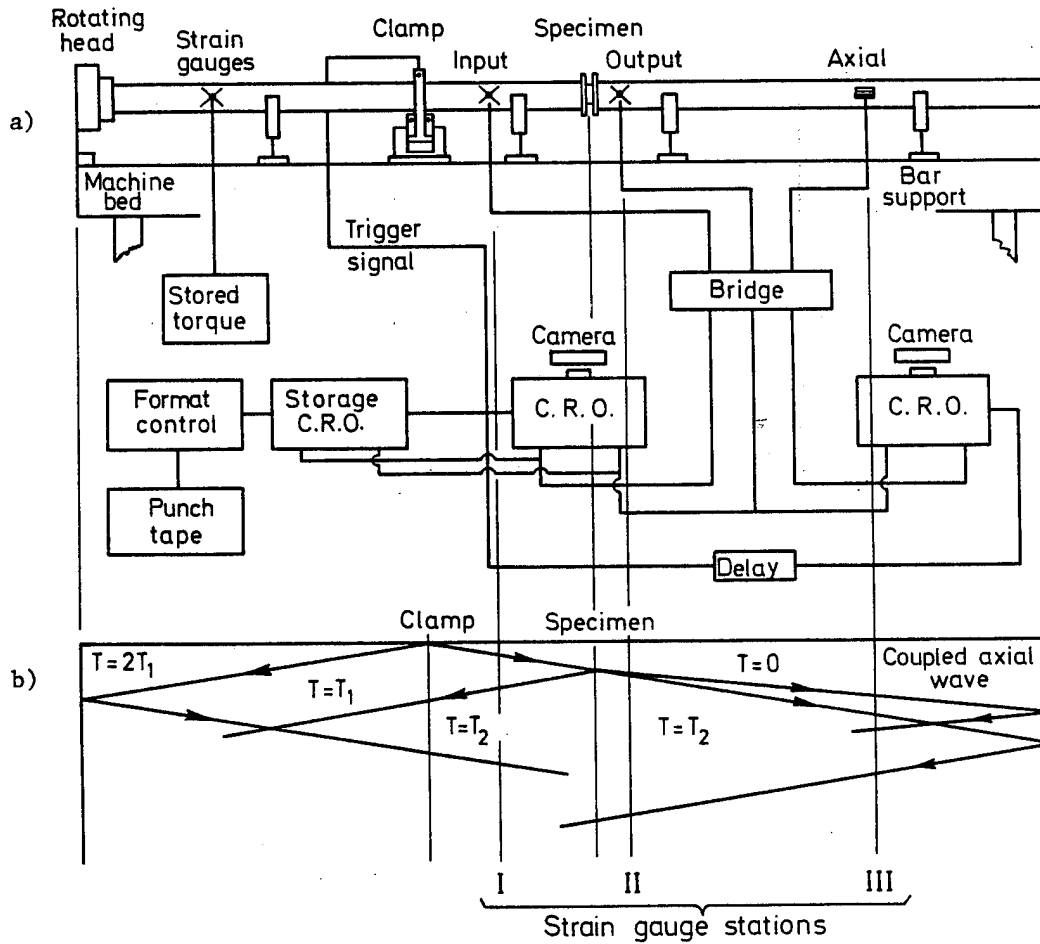 Rotating
head
Strain
gauges
Clamp
Input
Specimen
Output
Axial
a)
Machine
bed
Trigger
signal
Bar
support
Stored
torque
Bridge
Camera
Camera
Format
control
Storage
C.R.O.
C. R. O.
C. R. O.
Punch
tape
Delay
Clamp
Specimen
b)
T=2T₁
T=T₁
T=T₂
T=T₂
T=0
Coupled axial
wave
I
II
III
Strain gauge stations